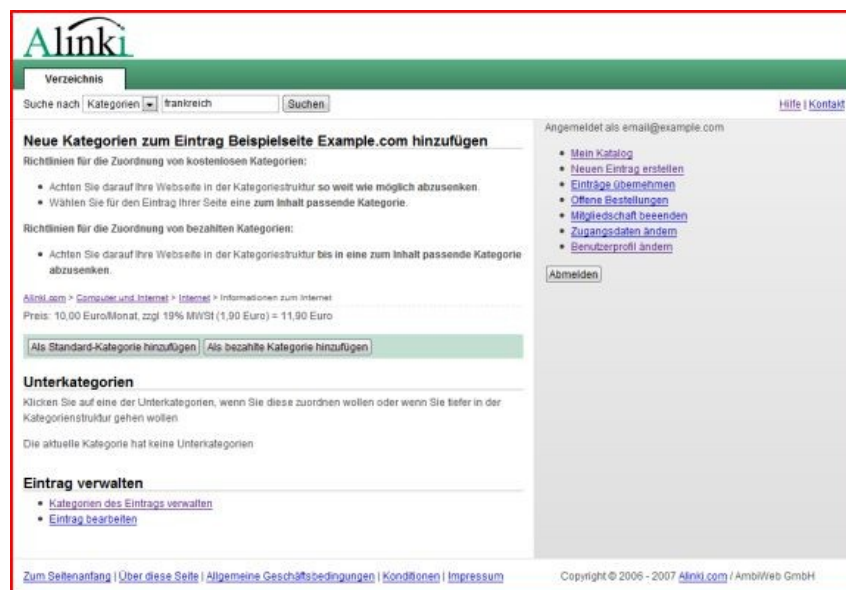 Alinki
Verzeichnis
Suche nach Kategorien frankreich Suchen
Hilfe | Kontakt
Neue Kategorien zum Eintrag Beispielseite Example.com hinzufügen
Richtlinien für die Zuordnung von kostenlosen Kategorien:
Achten Sie darauf Ihre Webseite in der Kategoriestruktur so weit wie möglich abzusenken.
Wählen Sie für den Eintrag Ihrer Seite eine zum Inhalt passende Kategorie.
Richtlinien für die Zuordnung von bezahlten Kategorien:
Achten Sie darauf Ihre Webseite in der Kategoriestruktur bis in eine zum Inhalt passende Kategorie
abzusenken.
Alinki.com > Computer und Internet > Internet > Informationen zum Internet
Preis: 10,00 Euro/Monat, zzgl 19% MWSt (1,90 Euro) = 11,90 Euro
Als Standard-Kategorie hinzufügen Als bezahlte Kategorie hinzufügen
Unterkategorien
Klicken Sie auf eine der Unterkategorien, wenn Sie diese zuordnen wollen oder wenn Sie tiefer in der
Kategorienstruktur gehen wollen
Die aktuelle Kategorie hat keine Unterkategorien
Eintrag verwalten
Kategorien des Eintrags verwalten
Eintrag bearbeiten
Angemeldet als email@example.com
Mein Katalog
Neuen Eintrag erstellen
Einträge übernehmen
Offene Bestellungen
Mitgliedschaft beeenden
Zugangsdaten ändern
Benutzerprofil ändern
Abmelden
Zum Seitenanfang | Über diese Seite | Allgemeine Geschäftsbedingungen | Konditionen | Impressum
Copyright © 2006 - 2007 Alinki.com / AmbiWeb GmbH